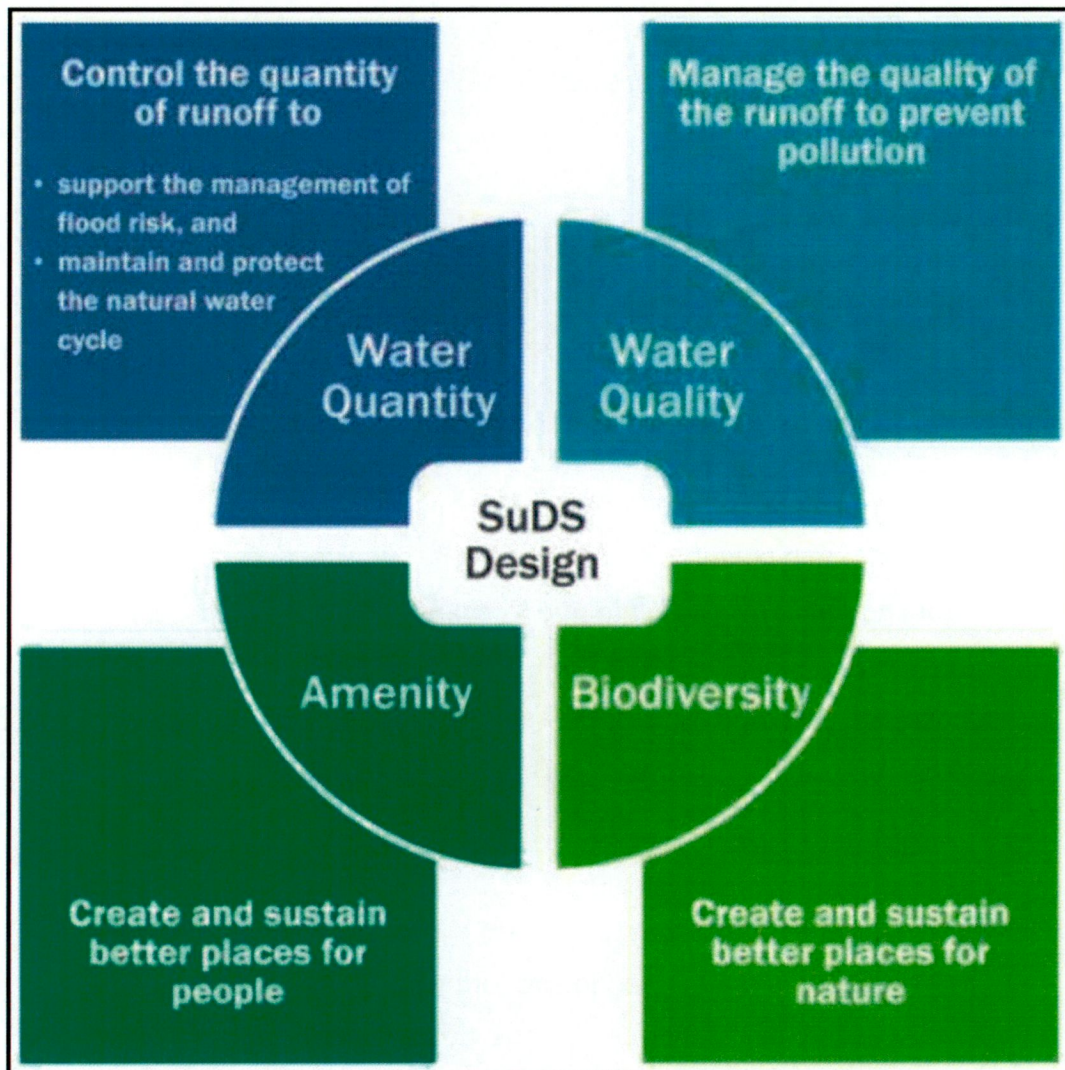 Control the quantity
of runoff to
• support the management of
flood risk, and
• maintain and protect
the natural water
cycle
Water
Quantity
Manage the quality of
the runoff to prevent
pollution
Water
Quality
SuDS
Design
Amenity
Create and sustain
better places for
people
Biodiversity
Create and sustain
better places for
nature